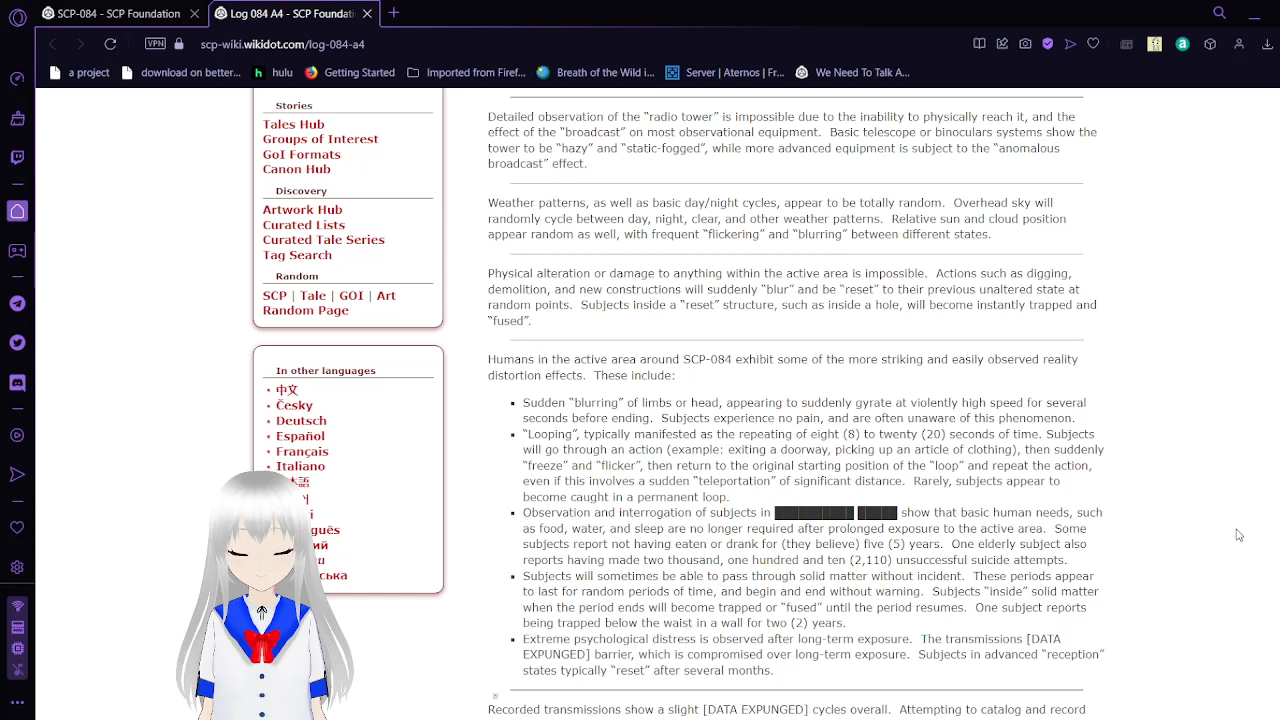 SCP-084 - SCP Foundation
Log 084 A4 - SCP Foundati
VPN
scp-wiki.wikidot.com/log-084-a4
a project
download on better...
hulu
Getting Started
Imported from Firef...
Breath of the Wild i...
Server | Aternos | Fr...
We Need To Talk A...
Stories
Tales Hub
Groups of Interest
GoI Formats
Canon Hub
Discovery
Artwork Hub
Curated Lists
Curated Tale Series
Tag Search
Random
SCP | Tale | GOI | Art
Random Page
In other languages
中文
Česky
Deutsch
Español
Français
Italiano
Detailed observation of the “radio tower” is impossible due to the inability to physically reach it, and the
effect of the “broadcast” on most observational equipment. Basic telescope or binoculars systems show the
tower to be “hazy” and “static-fogged”, while more advanced equipment is subject to the “anomalous
broadcast” effect.
Weather patterns, as well as basic day/night cycles, appear to be totally random. Overhead sky will
randomly cycle between day, night, clear, and other weather patterns. Relative sun and cloud position
appear random as well, with frequent “flickering” and “blurring” between different states.
Physical alteration or damage to anything within the active area is impossible. Actions such as digging,
demolition, and new constructions will suddenly “blur” and be “reset” to their previous unaltered state at
random points. Subjects inside a “reset” structure, such as inside a hole, will become instantly trapped and
“fused”.
Humans in the active area around SCP-084 exhibit some of the more striking and easily observed reality
distortion effects. These include:
Sudden “blurring” of limbs or head, appearing to suddenly gyrate at violently high speed for several
seconds before ending. Subjects experience no pain, and are often unaware of this phenomenon.
“Looping”, typically manifested as the repeating of eight (8) to twenty (20) seconds of time. Subjects
will go through an action (example: exiting a doorway, picking up an article of clothing), then suddenly
“freeze” and “flicker”, then return to the original starting position of the “loop” and repeat the action,
even if this involves a sudden “teleportation” of significant distance. Rarely, subjects appear to
become caught in a permanent loop.
Observation and interrogation of subjects in ██████████ █████ show that basic human needs, such
as food, water, and sleep are no longer required after prolonged exposure to the active area. Some
subjects report not having eaten or drank for (they believe) five (5) years. One elderly subject also
reports having made two thousand, one hundred and ten (2,110) unsuccessful suicide attempts.
Subjects will sometimes be able to pass through solid matter without incident. These periods appear
to last for random periods of time, and begin and end without warning. Subjects “inside” solid matter
when the period ends will become trapped or “fused” until the period resumes. One subject reports
being trapped below the waist in a wall for two (2) years.
Extreme psychological distress is observed after long-term exposure. The transmissions [DATA
EXPUNGED] barrier, which is compromised over long-term exposure. Subjects in advanced “reception”
states typically “reset” after several months.
Recorded transmissions show a slight [DATA EXPUNGED] cycles overall. Attempting to catalog and record